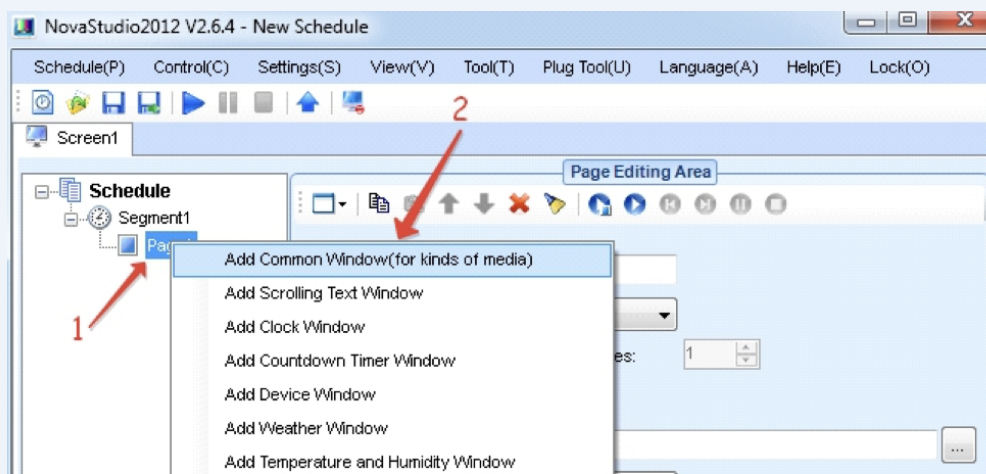 NovaStudio2012 V2.6.4 - New Schedule
Schedule(P) Control(C) Settings(S) View(V) Tool(T) Plug Tool(U) Language(A) Help(E) Lock(O)
2
Screen1
Page Editing Area
Schedule
Segment1
1
Add Common Window(for kinds of media)
Add Scrolling Text Window
Add Clock Window
1
Add Countdown Timer Window
Add Device Window
Add Weather Window
...
Add Temperature and Humidity Window